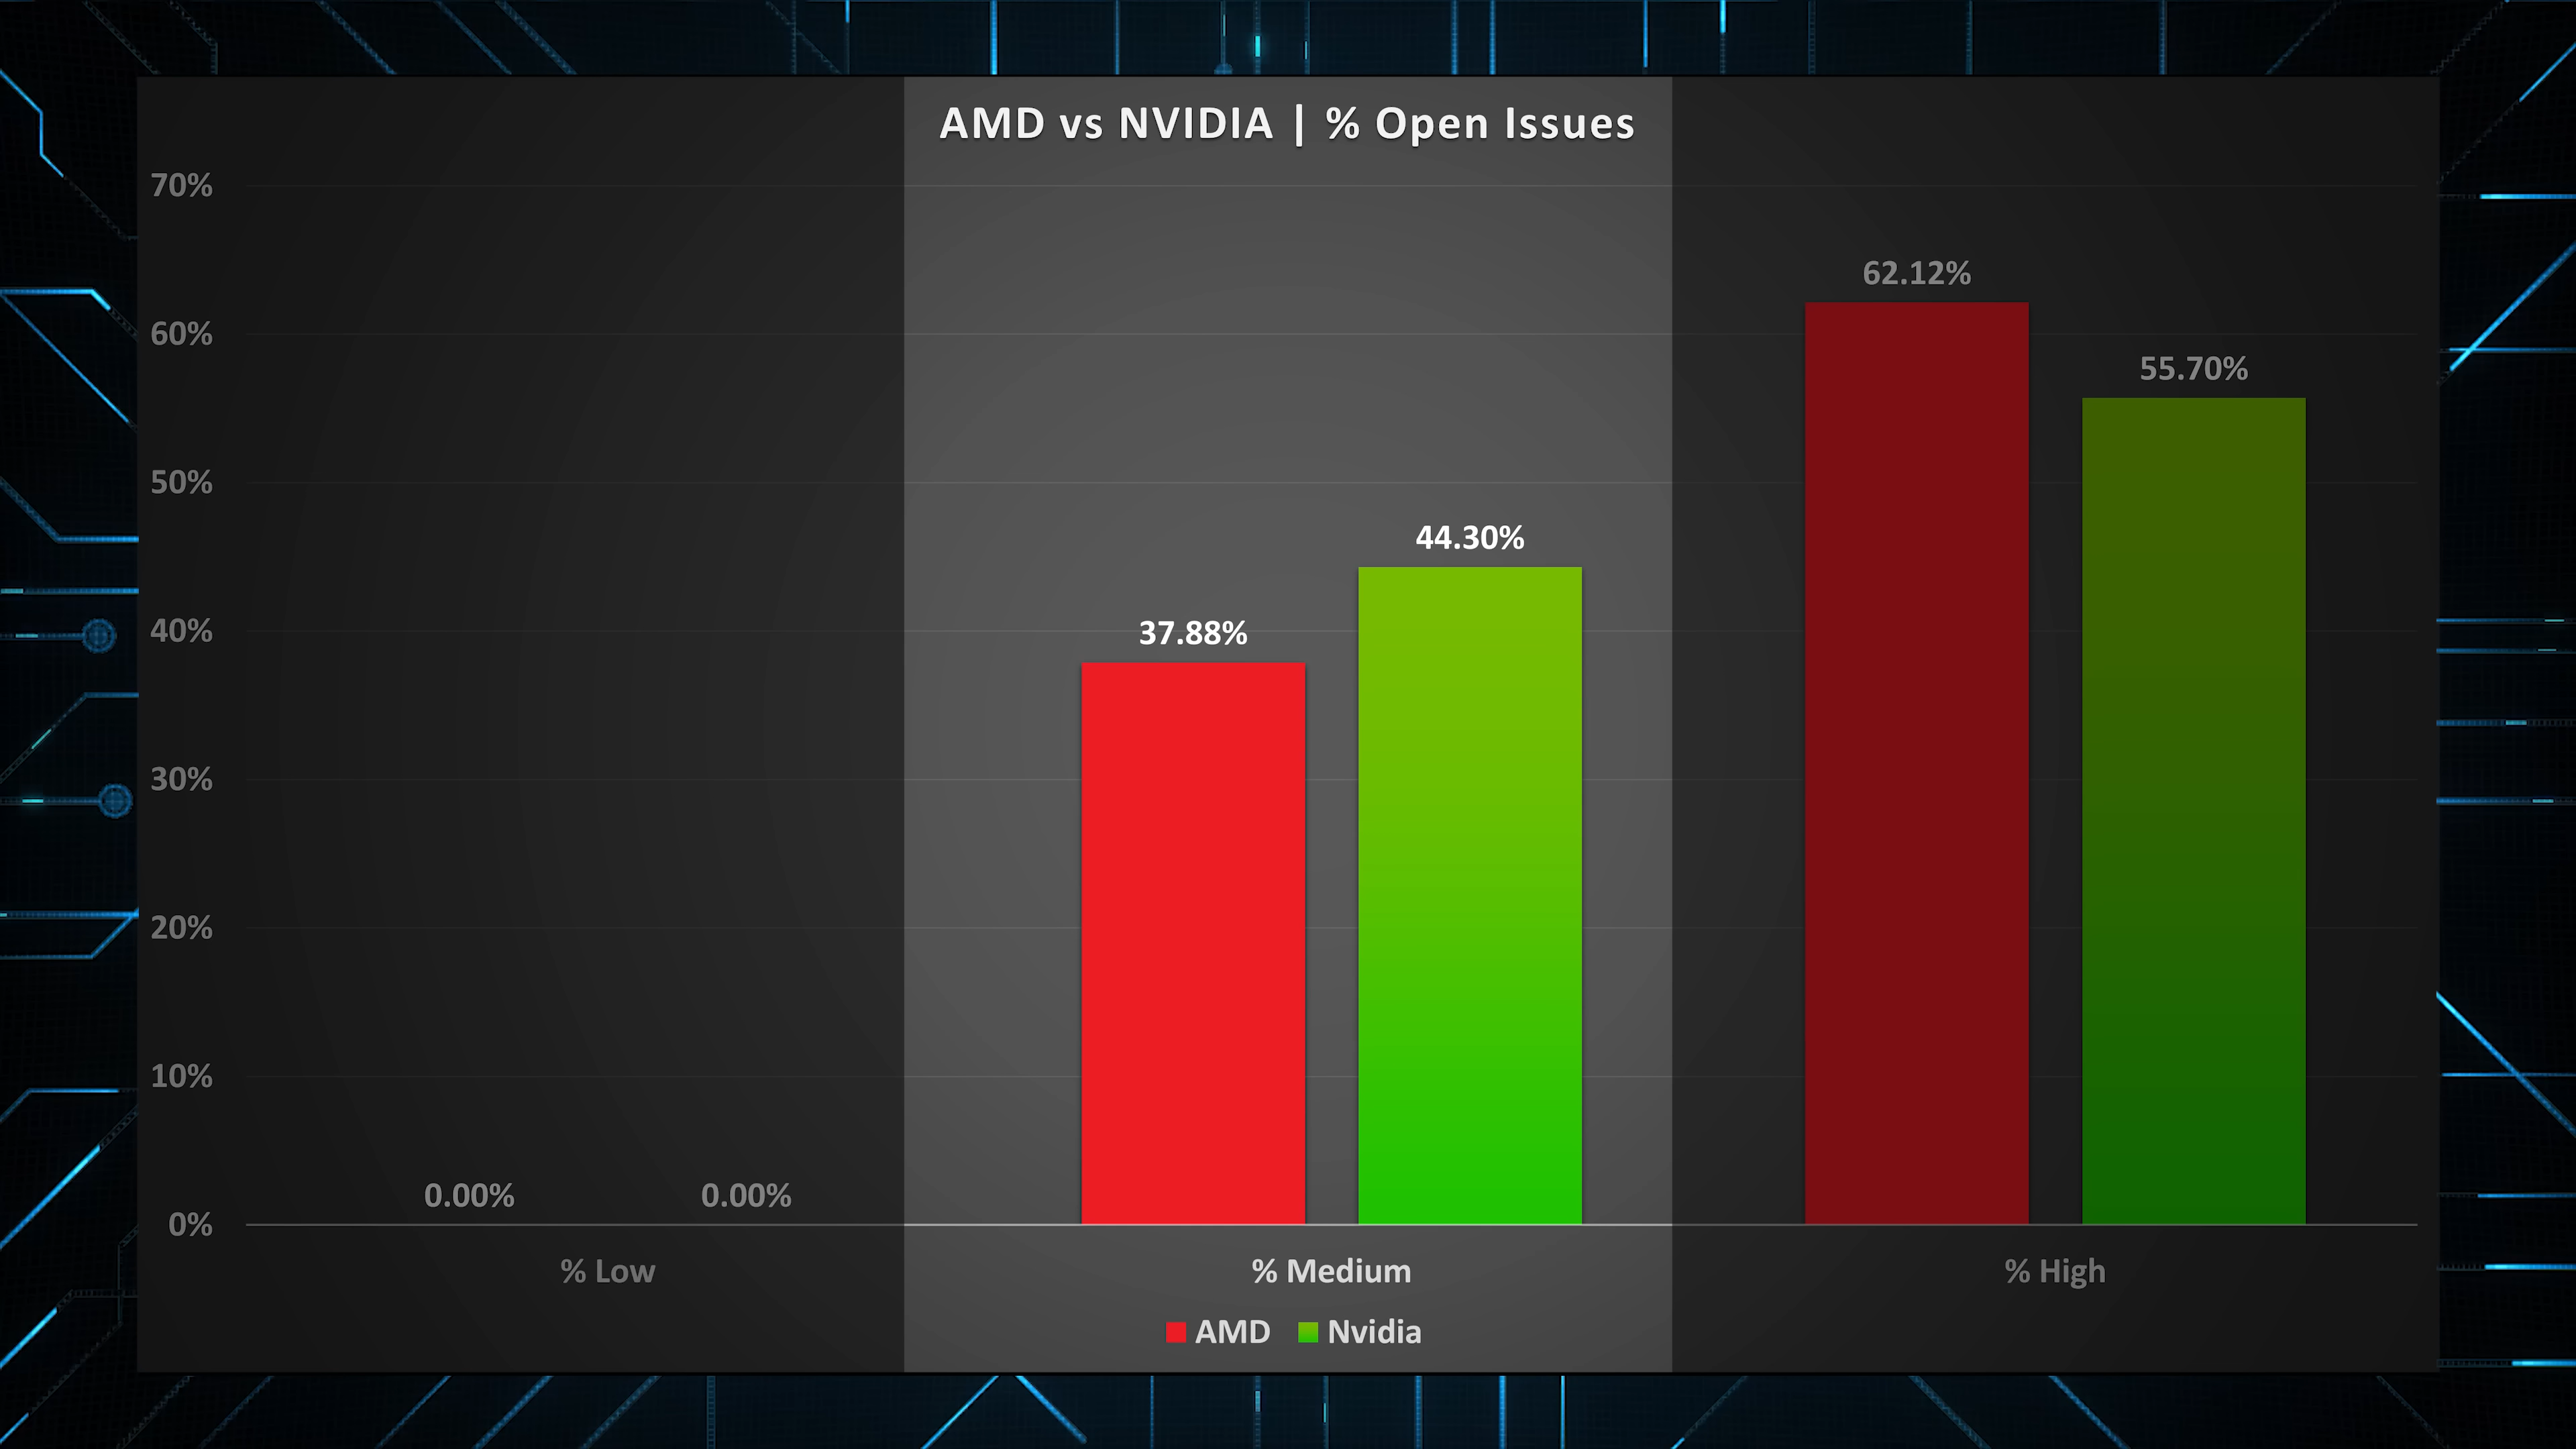 AMD vs NVIDIA | % Open Issues
70%
60%
50%
40%
30%
20%
10%
0%
0.00%
0.00%
37.88%
44.30%
62.12%
55.70%
% Low
% Medium
% High
AMD
Nvidia